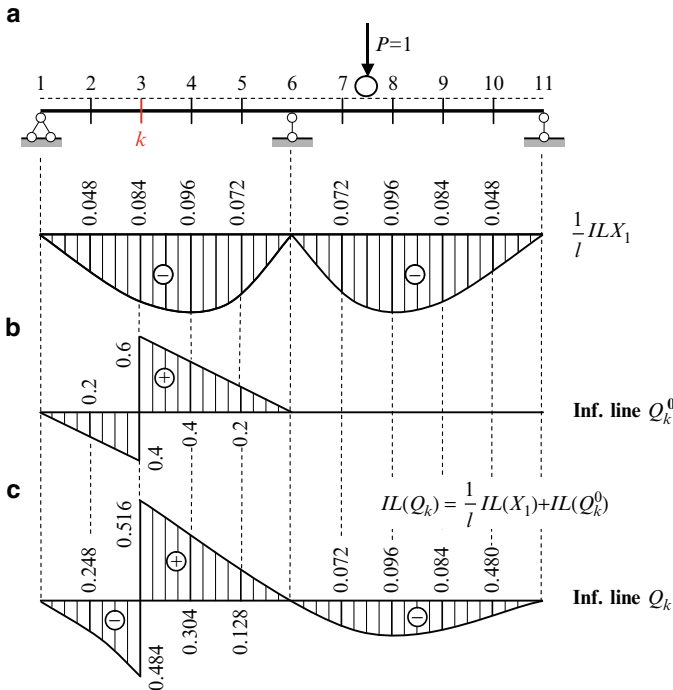 a
P=1
1 2 3 4 5 6 7 8 9 10 11
k
0.048 0.084 0.096 0.072 0.072 0.096 0.084 0.048
1/l ILX₁
− −
b
0.6
0.2
+
Inf. line Q_k^0
0.4 0.4 0.2
c
IL(Q_k) = 1/l IL(X₁)+IL(Q_k^0)
0.516
0.248
+
0.072 0.096 0.084 0.480
− −
Inf. line Q_k
0.484 0.304 0.128